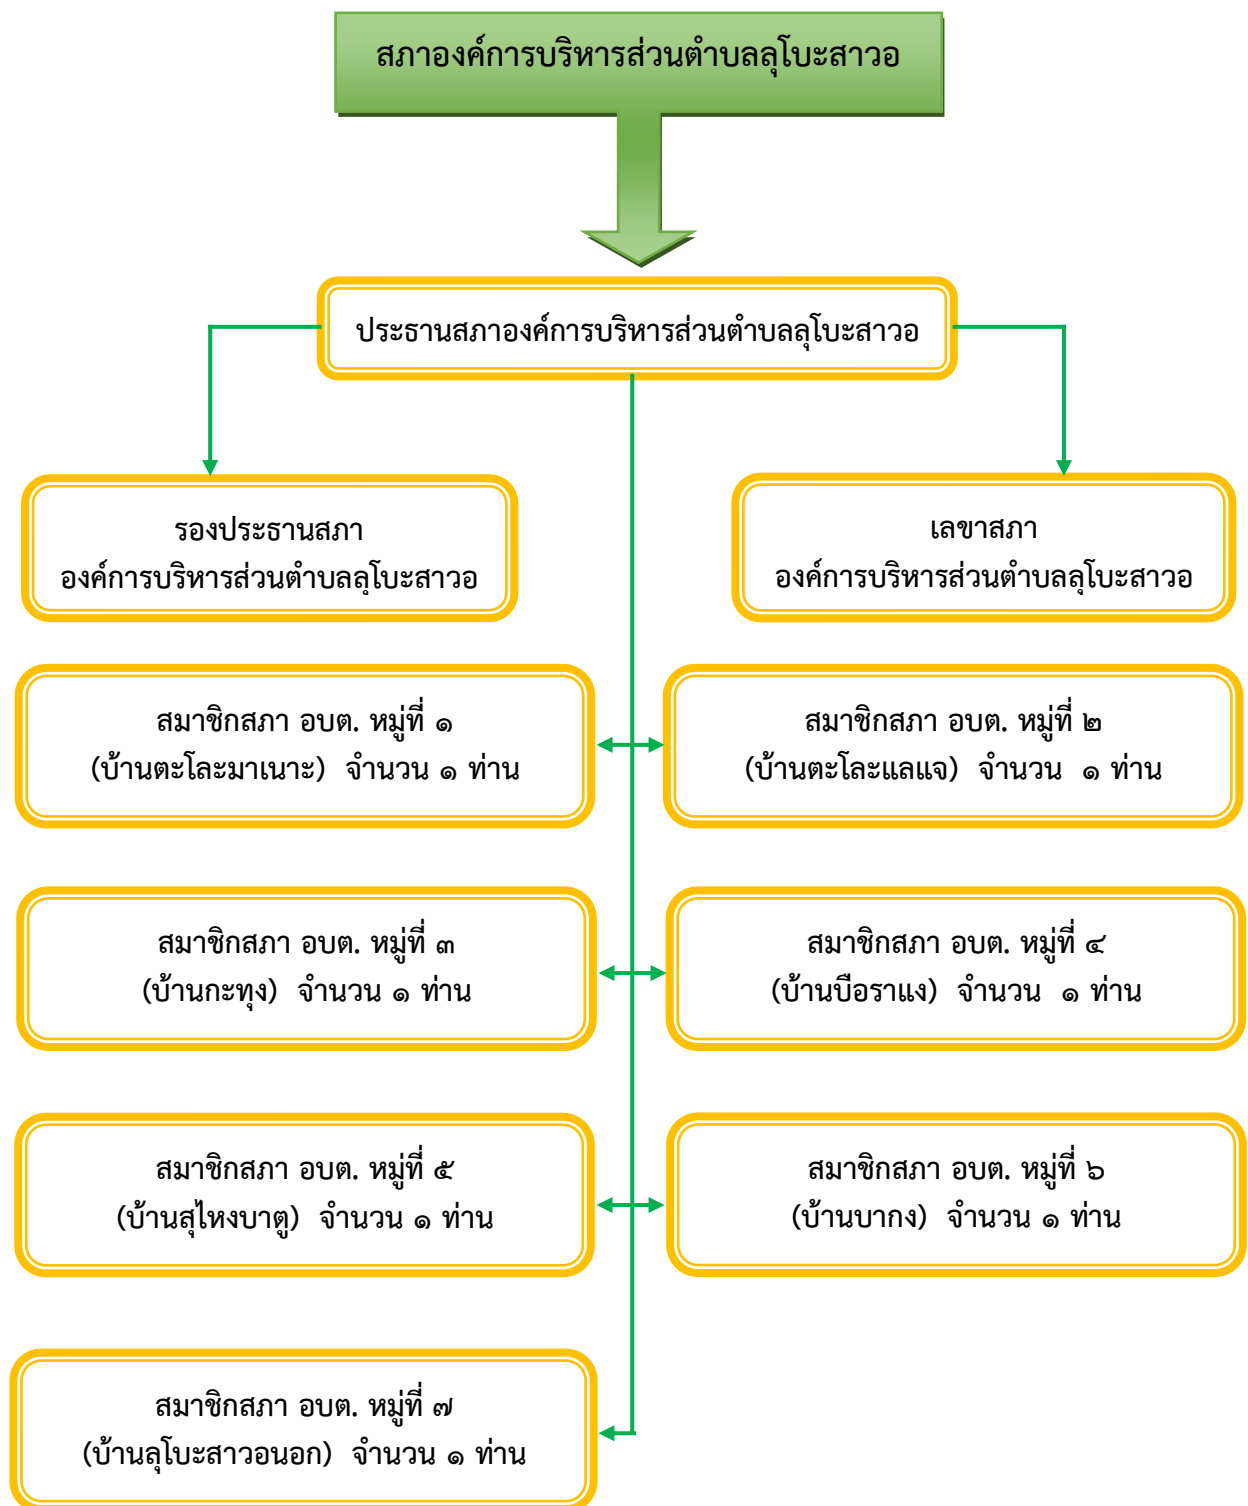 สภาองค์การบริหารส่วนตำบลลุโบะสาวอ
ประธานสภาองค์การบริหารส่วนตำบลลุโบะสาวอ
รองประธานสภา
องค์การบริหารส่วนตำบลลุโบะสาวอ
เลขาสภา
องค์การบริหารส่วนตำบลลุโบะสาวอ
สมาชิกสภา อบต. หมู่ที่ ๑
(บ้านตะโละมาเนาะ) จำนวน ๑ ท่าน
สมาชิกสภา อบต. หมู่ที่ ๒
(บ้านตะโละแลแจ) จำนวน ๑ ท่าน
สมาชิกสภา อบต. หมู่ที่ ๓
(บ้านกะทุง) จำนวน ๑ ท่าน
สมาชิกสภา อบต. หมู่ที่ ๔
(บ้านบือราแง) จำนวน ๑ ท่าน
สมาชิกสภา อบต. หมู่ที่ ๕
(บ้านสุไหงบาตู) จำนวน ๑ ท่าน
สมาชิกสภา อบต. หมู่ที่ ๖
(บ้านบากง) จำนวน ๑ ท่าน
สมาชิกสภา อบต. หมู่ที่ ๗
(บ้านลุโบะสาวอนอก) จำนวน ๑ ท่าน